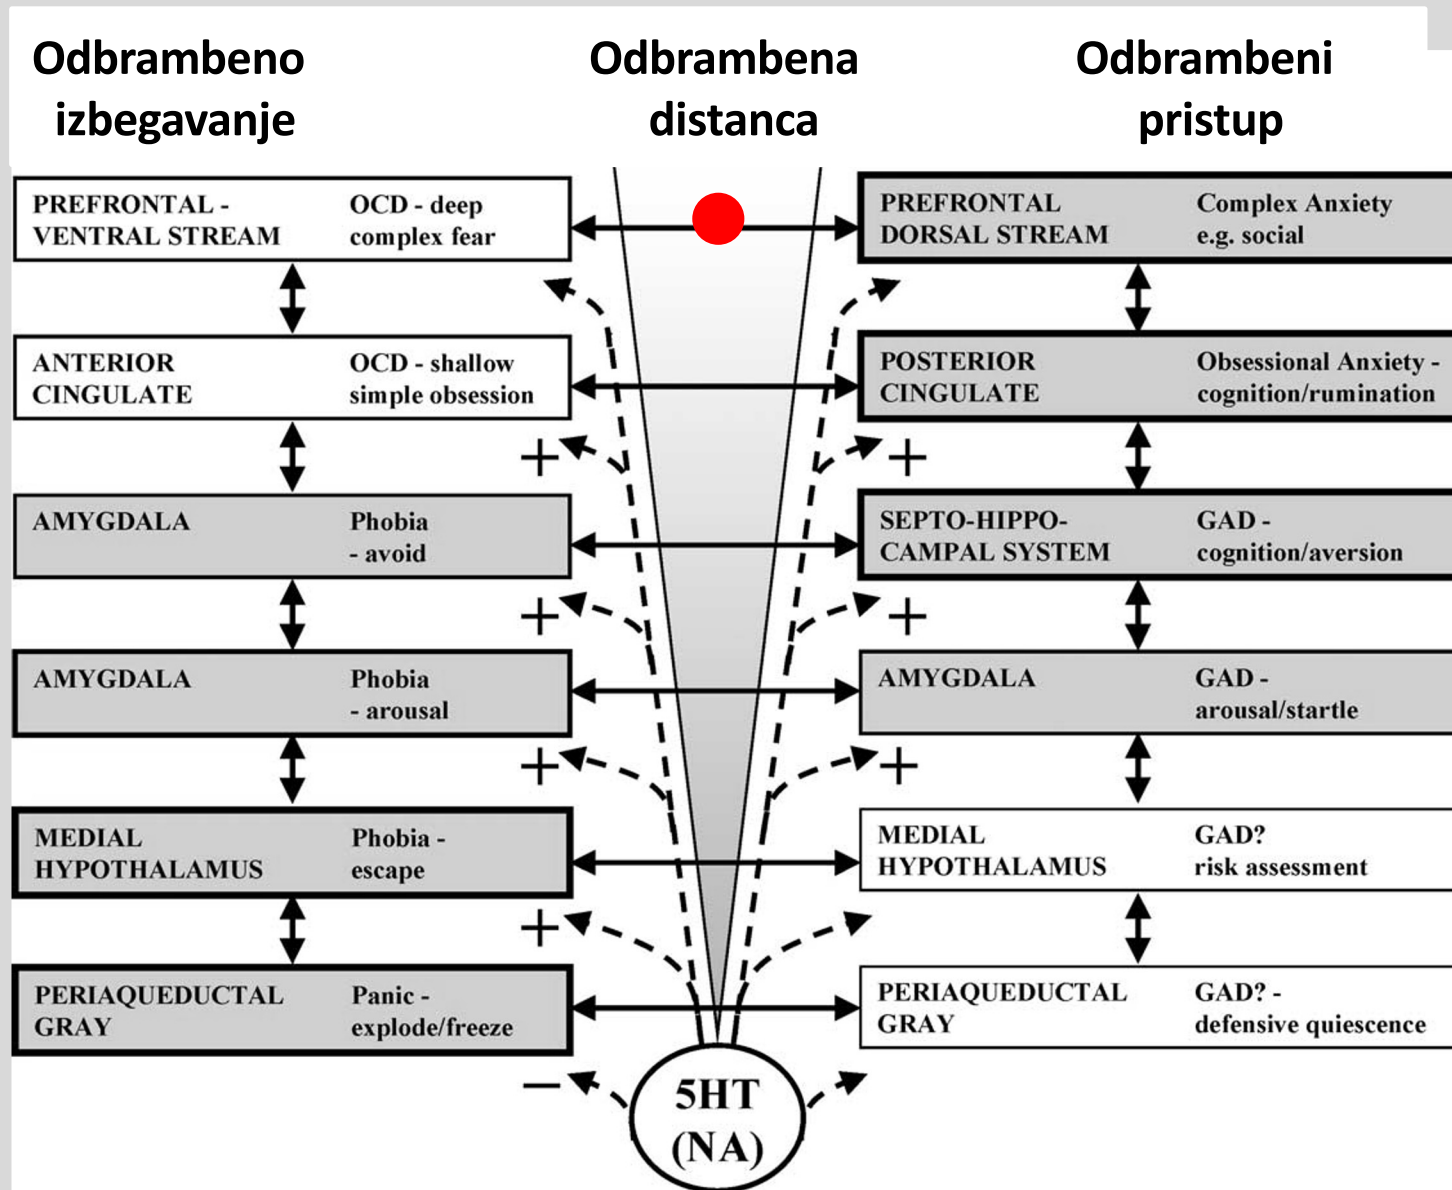 Odbrambeno
izbegavanje
Odbrambena
distanca
Odbrambeni
pristup
PREFRONTAL -
VENTRAL STREAM
OCD - deep
complex fear
PREFRONTAL
DORSAL STREAM
Complex Anxiety
e.g. social
ANTERIOR
CINGULATE
OCD - shallow
simple obsession
POSTERIOR
CINGULATE
Obsessional Anxiety -
cognition/rumination
+
+
AMYGDALA
Phobia
- avoid
SEPTO-HIPPO-
CAMPAL SYSTEM
GAD -
cognition/aversion
+
+
AMYGDALA
Phobia
- arousal
AMYGDALA
GAD -
arousal/startle
+
+
MEDIAL
HYPOTHALAMUS
Phobia -
escape
MEDIAL
HYPOTHALAMUS
GAD?
risk assessment
+
PERIAQUEDUCTAL
GRAY
Panic -
explode/freeze
PERIAQUEDUCTAL
GRAY
GAD? -
defensive quiescence
–
5HT
(NA)